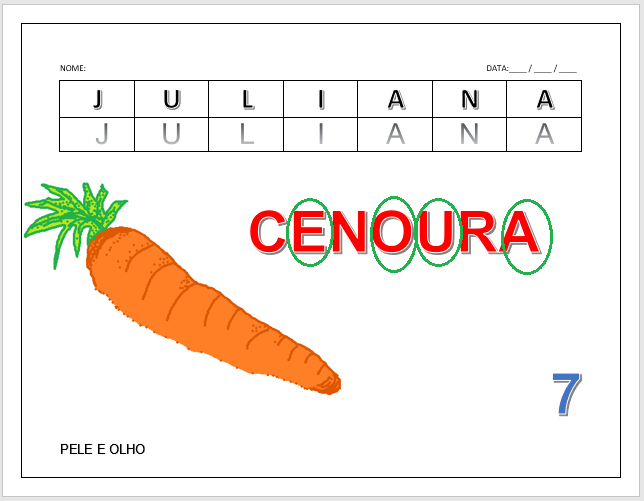 NOME: DATA:____ / ____ / ____
J U L I A N A
J U L I A N A
CENOURA
7
PELE E OLHO